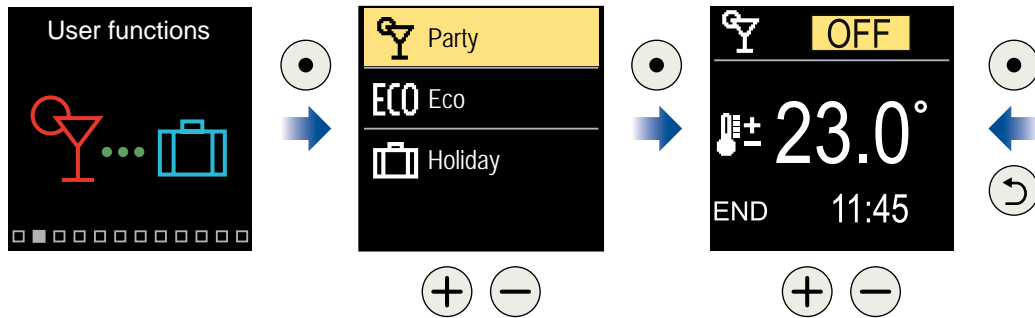 User functions
Party
ECO Eco
Holiday
OFF
23.0°
END 11:45